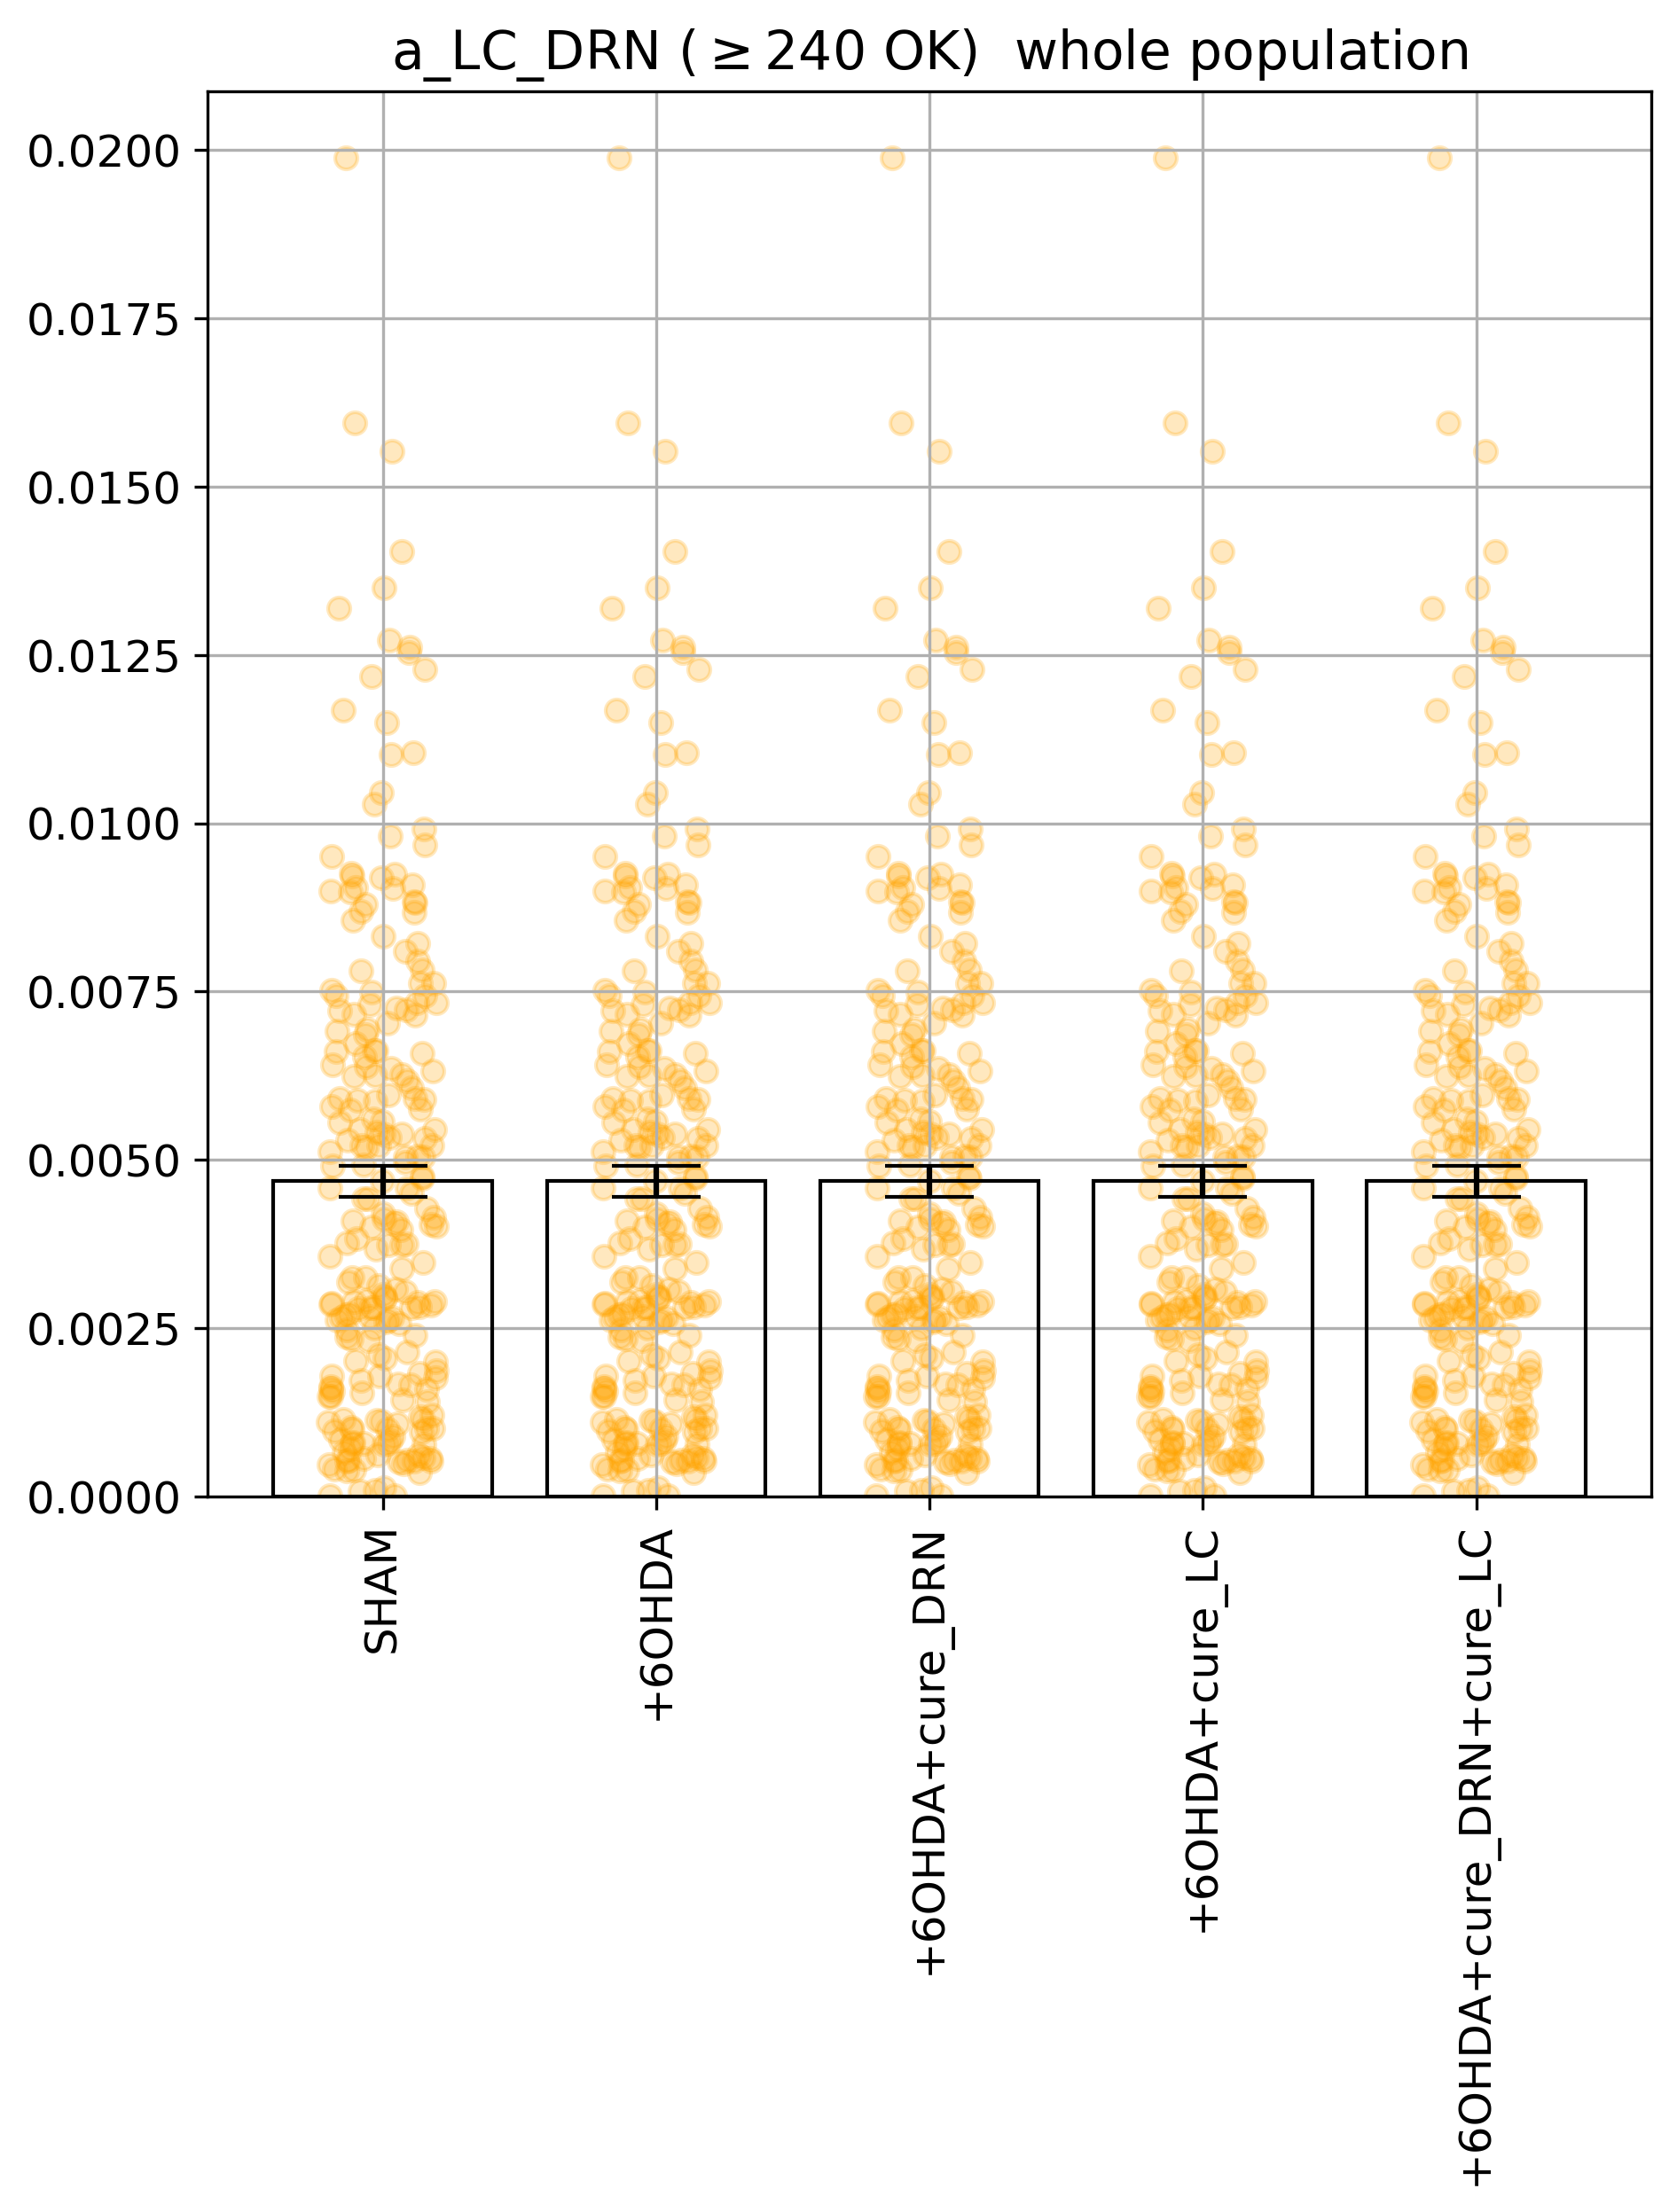 a_LC_DRN (≥240 OK) whole population
0.0200
0.0175
0.0150
0.0125
0.0100
0.0075
0.0050
0.0025
0.0000
SHAM
+6OHDA
+6OHDA+cure_DRN
+6OHDA+cure_LC
+6OHDA+cure_DRN+cure_LC